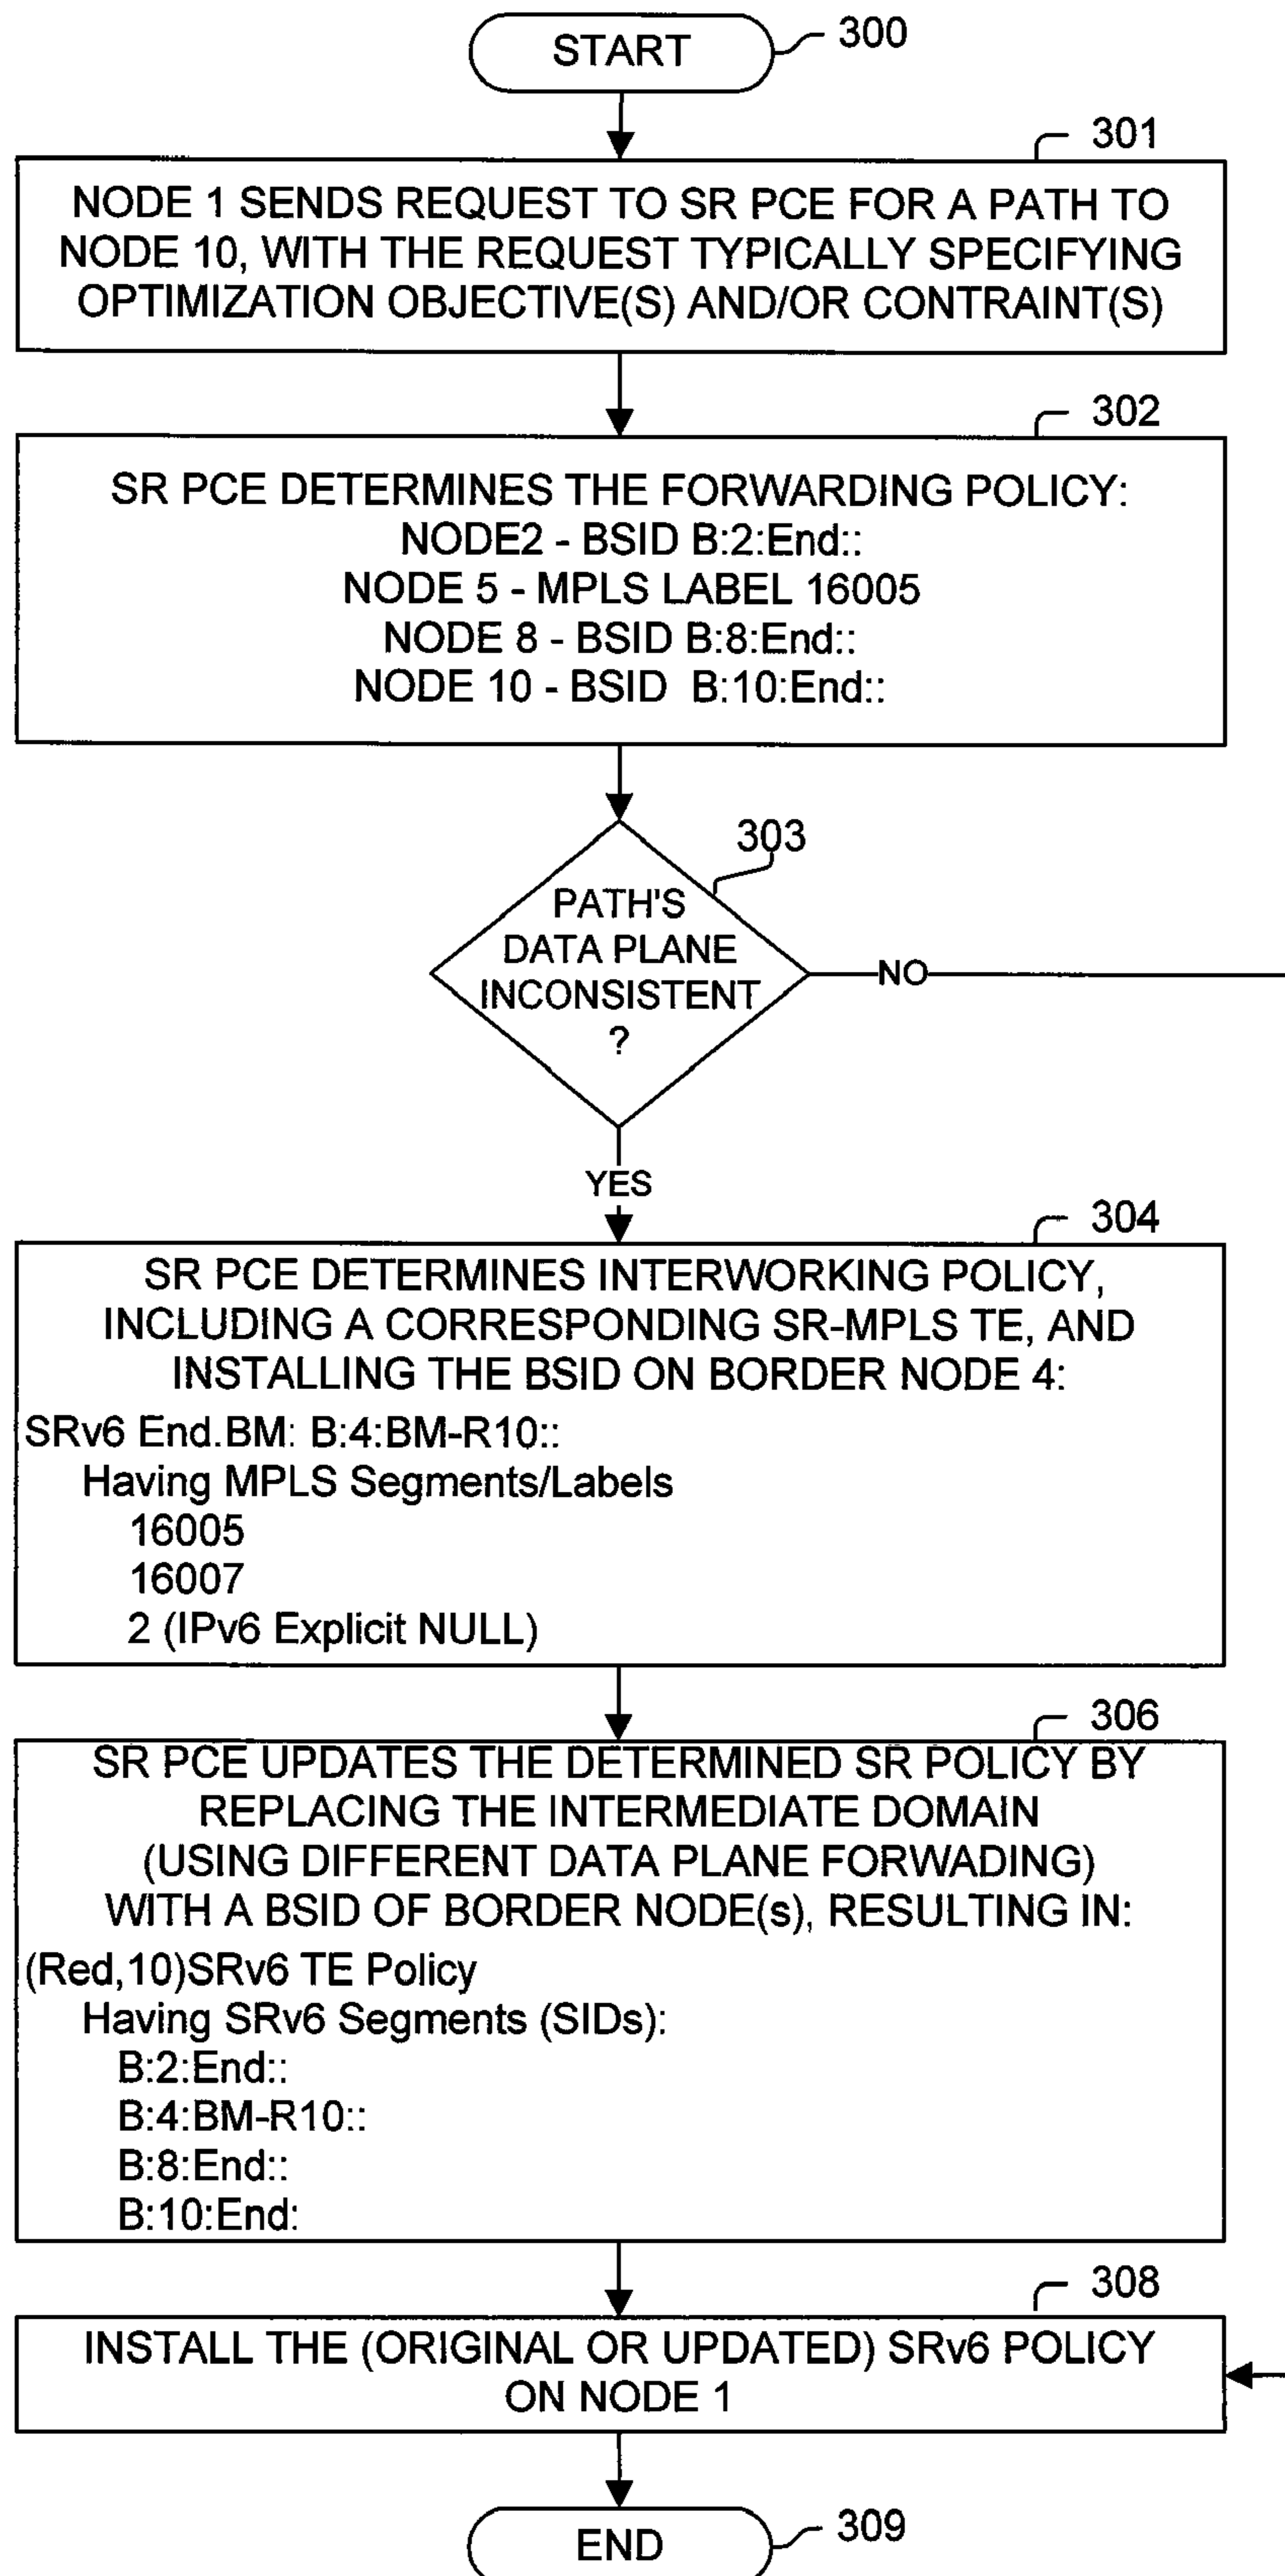 START
300
301
NODE 1 SENDS REQUEST TO SR PCE FOR A PATH TO
NODE 10, WITH THE REQUEST TYPICALLY SPECIFYING
OPTIMIZATION OBJECTIVE(S) AND/OR CONTRAINT(S)
302
SR PCE DETERMINES THE FORWARDING POLICY:
NODE2 - BSID B:2:End::
NODE 5 - MPLS LABEL 16005
NODE 8 - BSID B:8:End::
NODE 10 - BSID B:10:End::
303
PATH'S
DATA PLANE
INCONSISTENT
?
NO
YES
304
SR PCE DETERMINES INTERWORKING POLICY,
INCLUDING A CORRESPONDING SR-MPLS TE, AND
INSTALLING THE BSID ON BORDER NODE 4:
SRv6 End.BM: B:4:BM-R10::
Having MPLS Segments/Labels
16005
16007
2 (IPv6 Explicit NULL)
306
SR PCE UPDATES THE DETERMINED SR POLICY BY
REPLACING THE INTERMEDIATE DOMAIN
(USING DIFFERENT DATA PLANE FORWADING)
WITH A BSID OF BORDER NODE(s), RESULTING IN:
(Red,10)SRv6 TE Policy
Having SRv6 Segments (SIDs):
B:2:End::
B:4:BM-R10::
B:8:End::
B:10:End:
308
INSTALL THE (ORIGINAL OR UPDATED) SRv6 POLICY
ON NODE 1
END
309